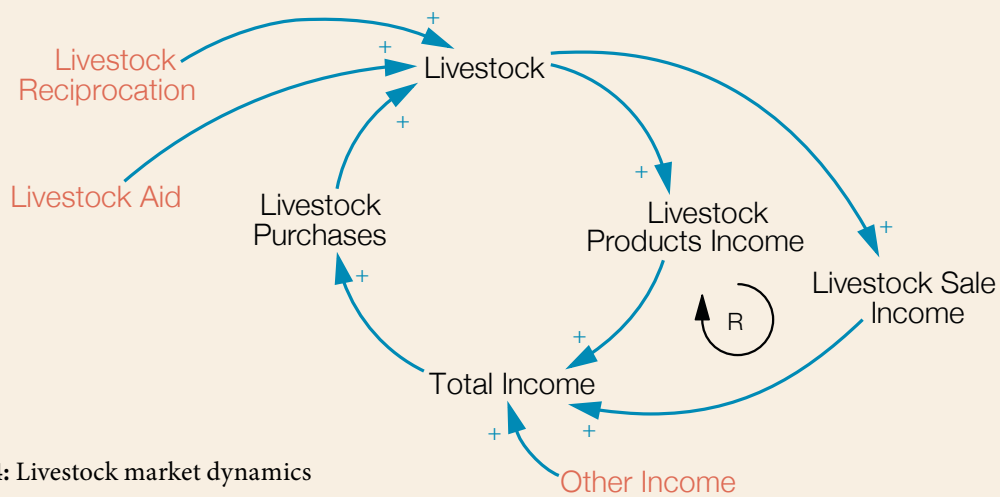 +
+
Livestock
Reciprocation
Livestock
+
+
Livestock Aid
Livestock
Purchases
Livestock
Products Income
+
Livestock Sale
Income
+
R
+
Total Income
+
+
Other Income
4: Livestock market dynamics